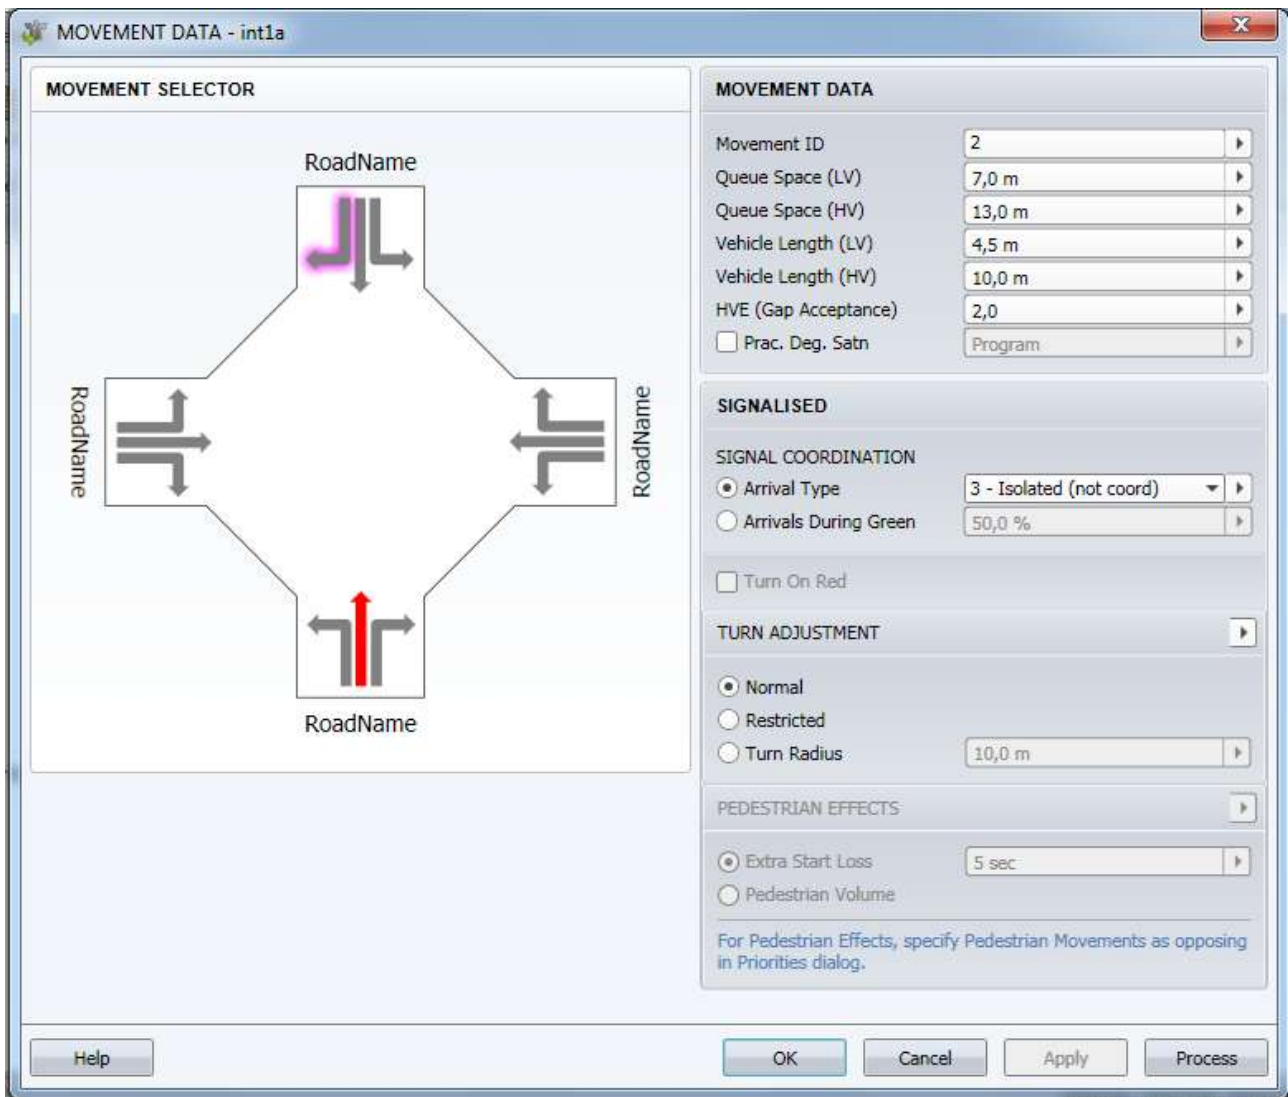 MOVEMENT DATA - int1a
MOVEMENT SELECTOR
RoadName
RoadName
RoadName
RoadName
MOVEMENT DATA
Movement ID 2
Queue Space (LV) 7,0 m
Queue Space (HV) 13,0 m
Vehicle Length (LV) 4,5 m
Vehicle Length (HV) 10,0 m
HVE (Gap Acceptance) 2,0
Prac. Deg. Satn Program
SIGNALISED
SIGNAL COORDINATION
Arrival Type 3 - Isolated (not coord)
Arrivals During Green 50,0 %
Turn On Red
TURN ADJUSTMENT
Normal
Restricted
Turn Radius 10,0 m
PEDESTRIAN EFFECTS
Extra Start Loss 5 sec
Pedestrian Volume
For Pedestrian Effects, specify Pedestrian Movements as opposing
in Priorities dialog.
Help OK Cancel Apply Process